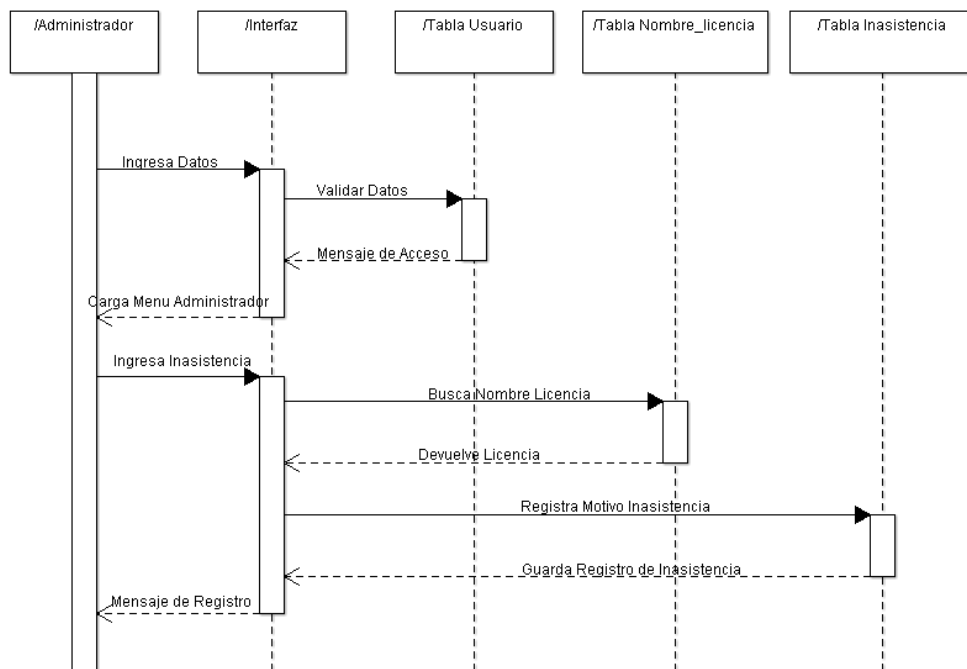 /Administrador
/Interfaz
/Tabla Usuario
/Tabla Nombre_licencia
/Tabla Inasistencia
Ingresa Datos
Validar Datos
Mensaje de Acceso
Carga Menu Administrador
Ingresa Inasistencia
Busca Nombre Licencia
Devuelve Licencia
Registra Motivo Inasistencia
Guarda Registro de Inasistencia
Mensaje de Registro